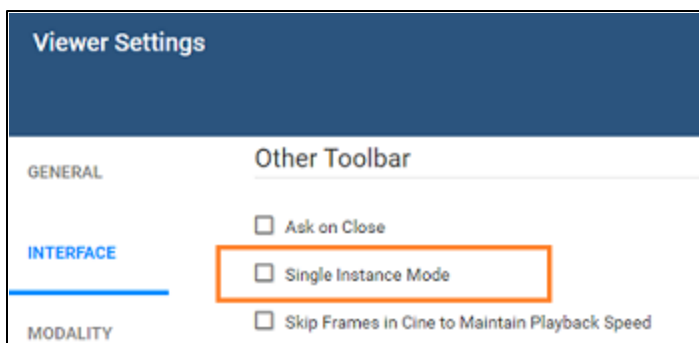 Viewer Settings
GENERAL
Other Toolbar
Ask on Close
INTERFACE
Single Instance Mode
MODALITY
Skip Frames in Cine to Maintain Playback Speed